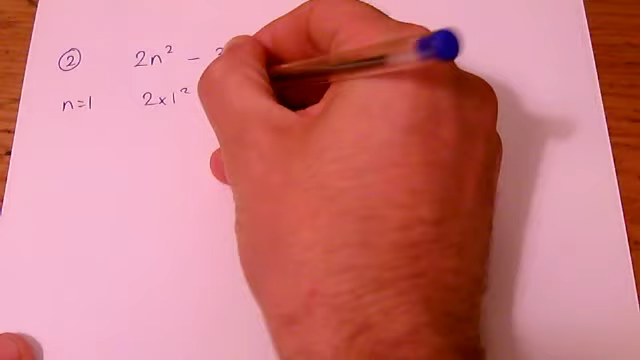 ② 2n² –
n=1 2×1²